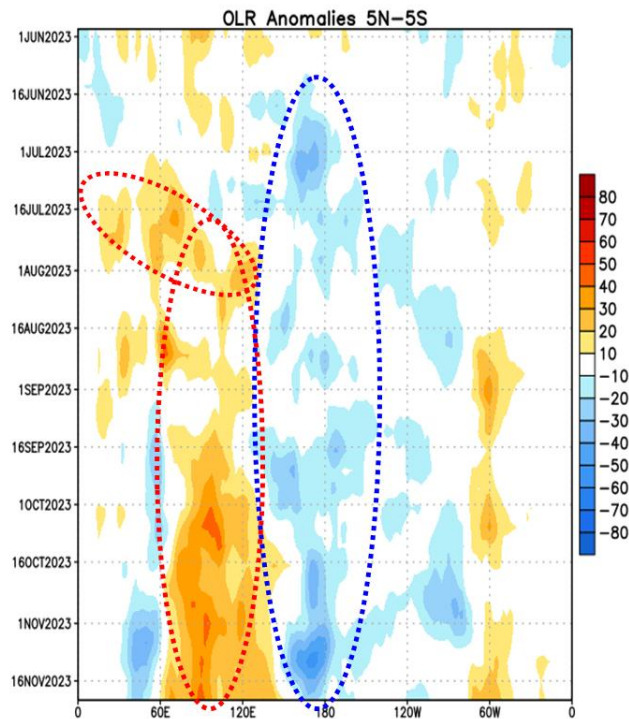 OLR Anomalies 5N-5S
1JUN2023
16JUN2023
1JUL2023
16JUL2023
1AUG2023
16AUG2023
1SEP2023
16SEP2023
1OCT2023
16OCT2023
1NOV2023
16NOV2023
0 60E 120E 180 120W 60W 0
80
70
60
50
40
30
20
10
-10
-20
-30
-40
-50
-60
-70
-80